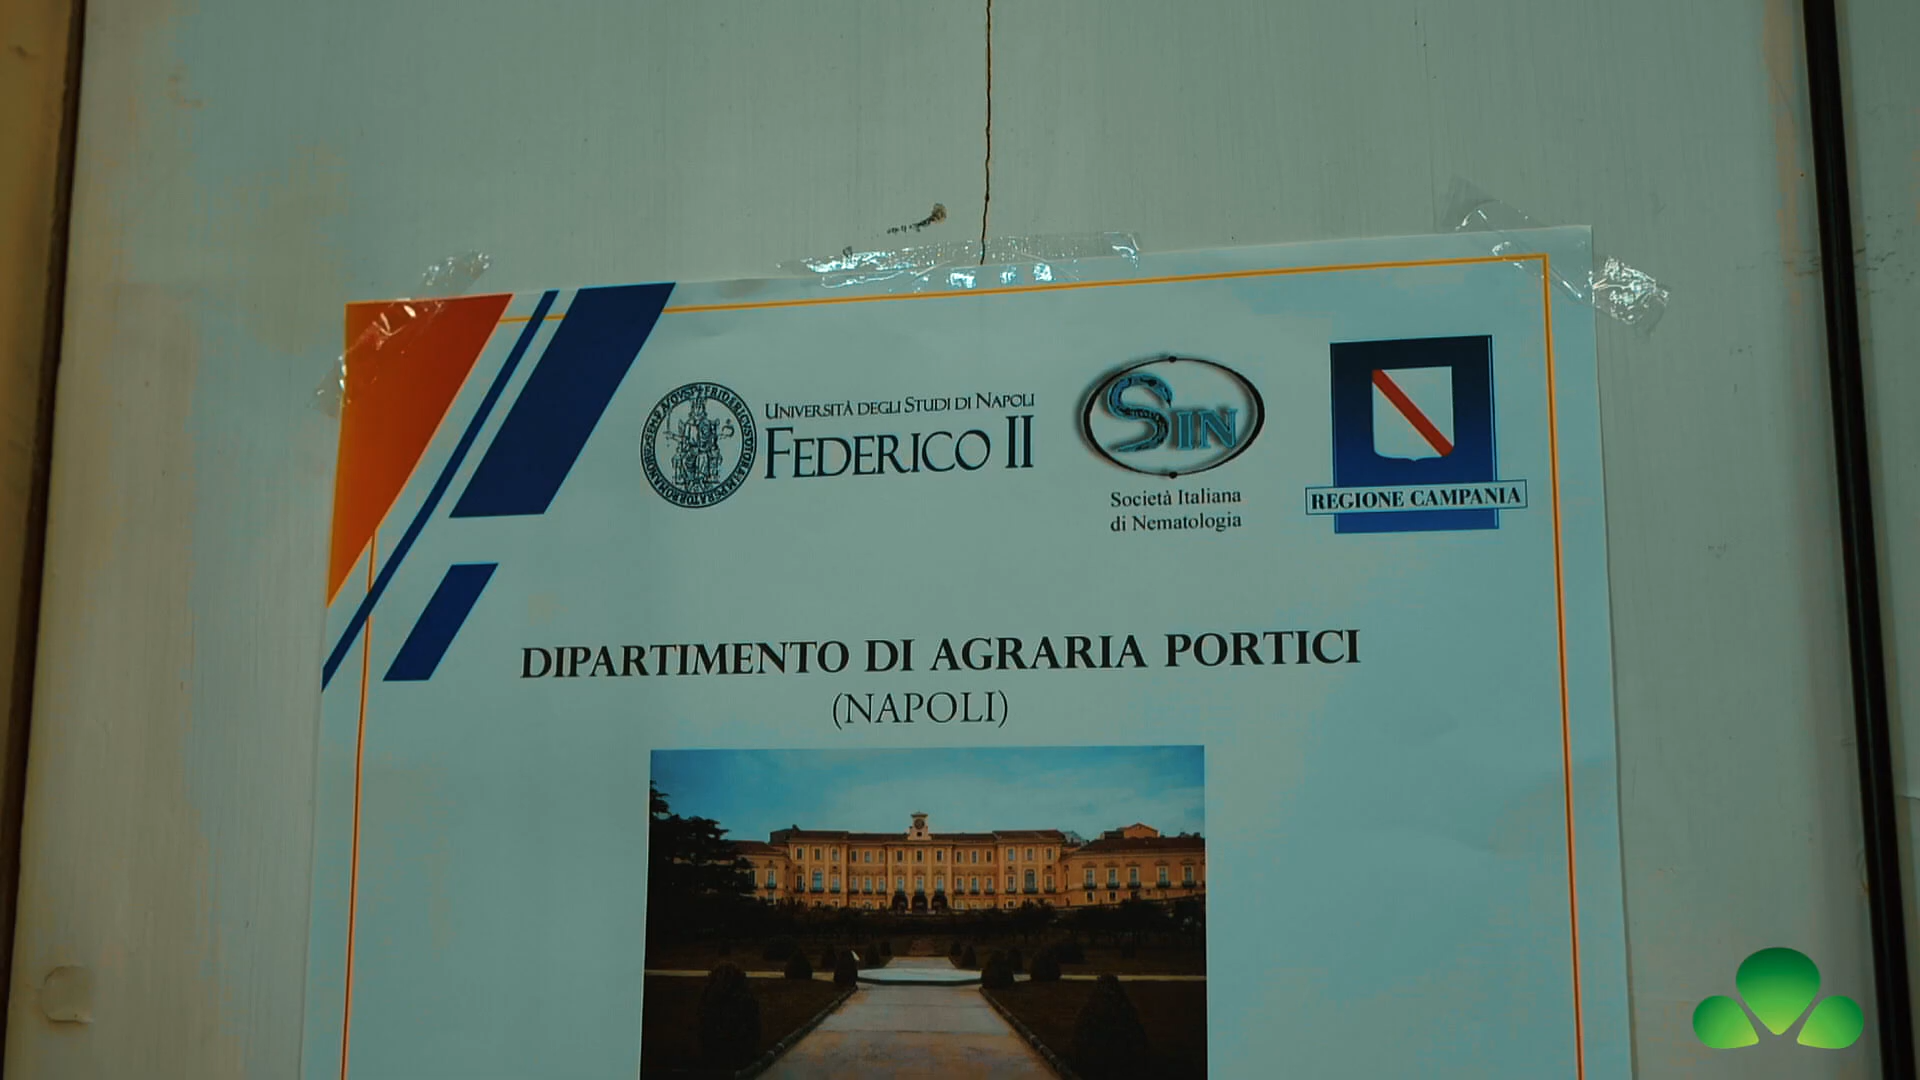 UNIVERSITÀ DEGLI STUDI DI NAPOLI
FEDERICO II
SIN
Società Italiana
di Nematologia
REGIONE CAMPANIA
DIPARTIMENTO DI AGRARIA PORTICI
(NAPOLI)